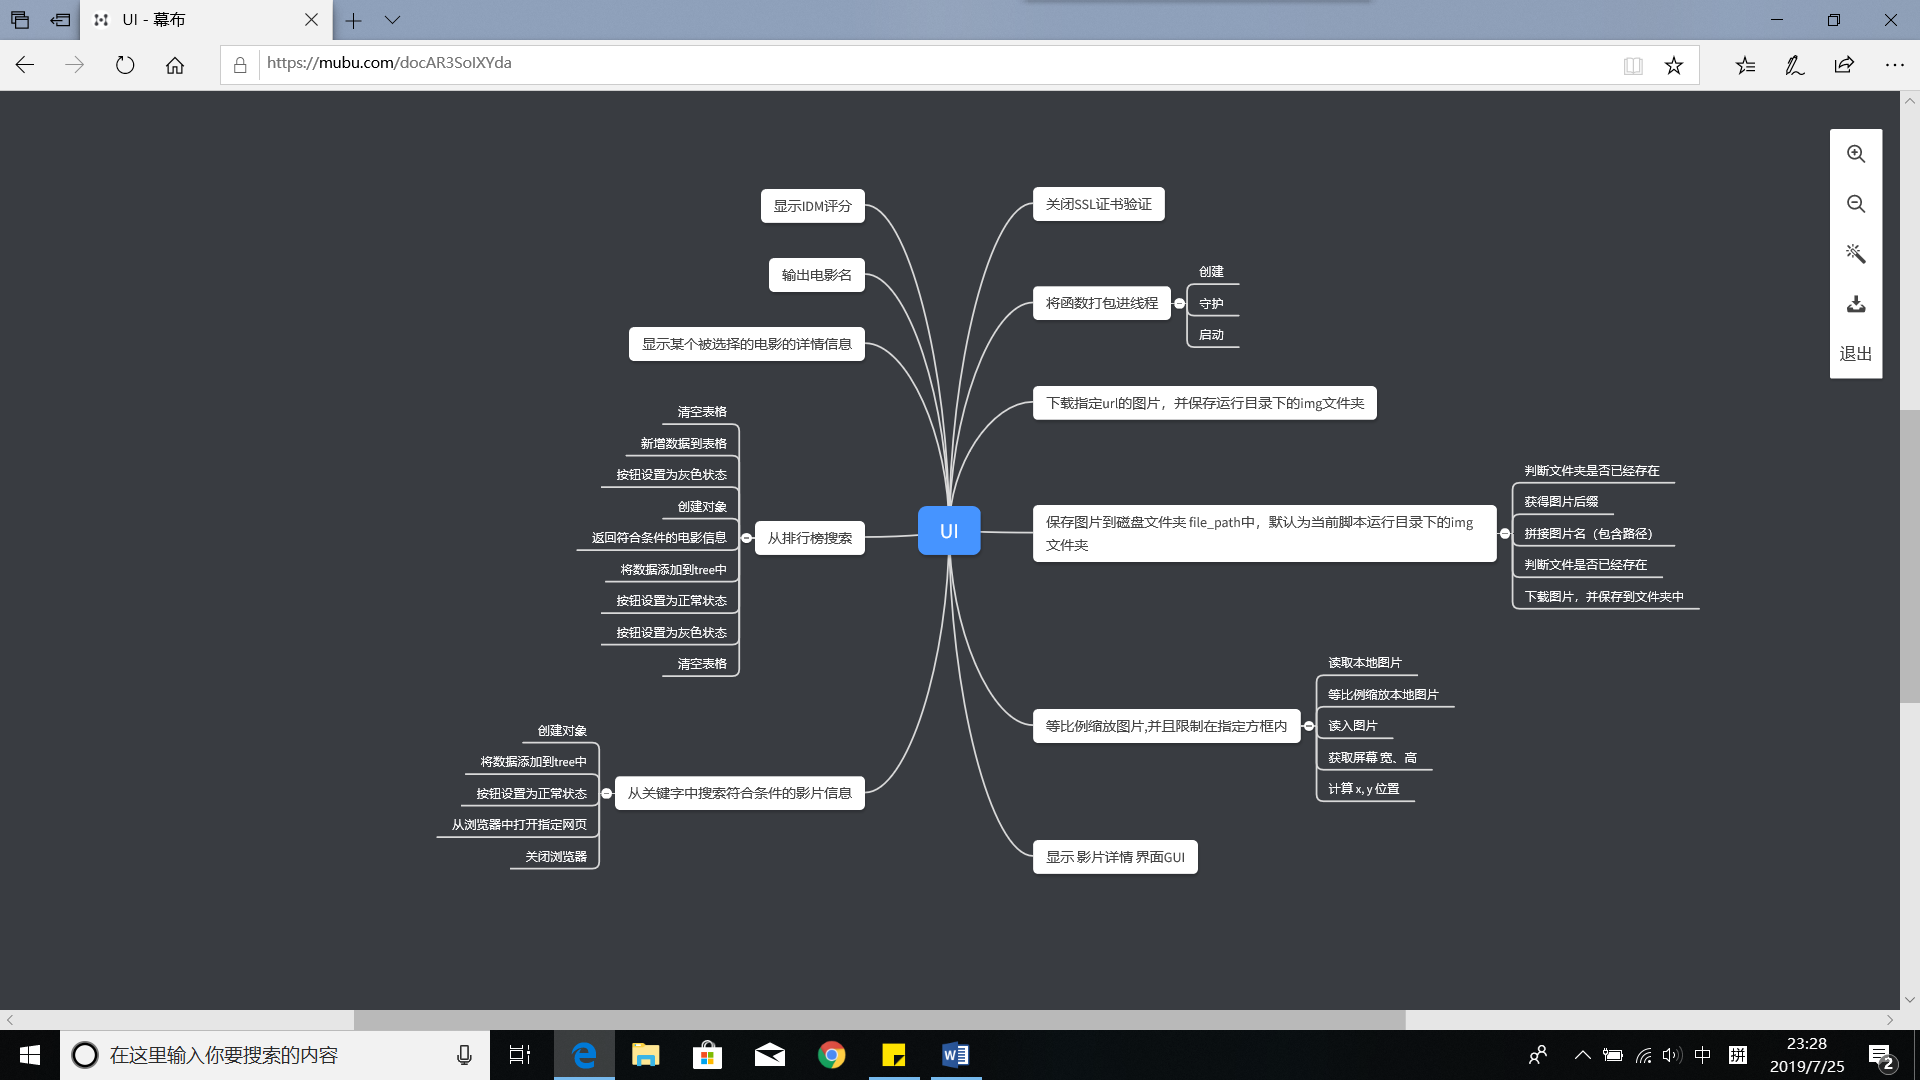 UI - 幕布
https://mubu.com/docAR3SoIXYda
显示IDM评分
输出电影名
显示某个被选择的电影的详情信息
清空表格
新增数据到表格
按钮设置为灰色状态
创建对象
返回符合条件的电影信息
将数据添加到tree中
按钮设置为正常状态
按钮设置为灰色状态
清空表格
从排行榜搜索
创建对象
将数据添加到tree中
按钮设置为正常状态
从浏览器中打开指定网页
关闭浏览器
从关键字中搜索符合条件的影片信息
UI
关闭SSL证书验证
将函数打包进线程
创建
守护
启动
下载指定url的图片，并保存运行目录下的img文件夹
保存图片到磁盘文件夹 file_path中，默认为当前脚本运行目录下的img
文件夹
判断文件夹是否已经存在
获得图片后缀
拼接图片名（包含路径）
判断文件是否已经存在
下载图片，并保存到文件夹中
等比例缩放图片,并且限制在指定方框内
读取本地图片
等比例缩放本地图片
读入图片
获取屏幕 宽、高
计算 x, y 位置
显示 影片详情 界面GUI
退出
在这里输入你要搜索的内容
中
拼
23:28
2019/7/25
2